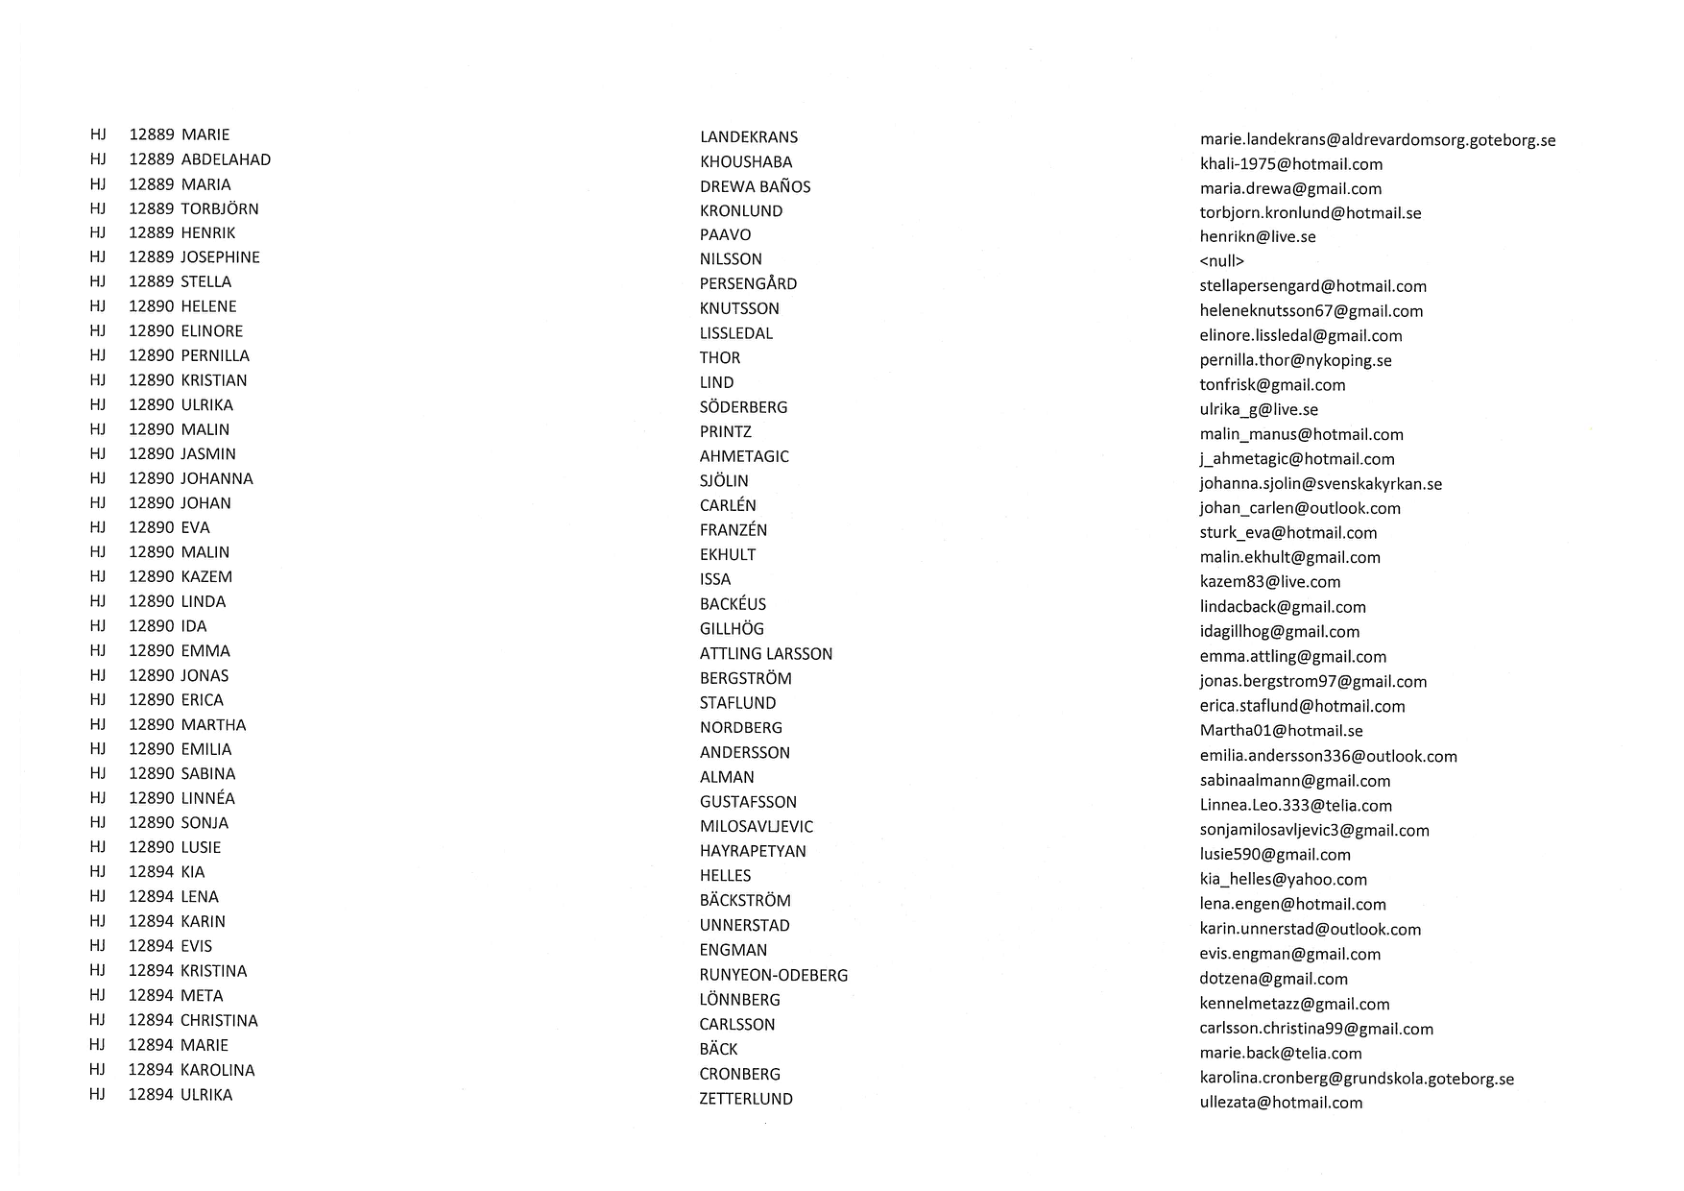 HJ 12889 MARIE LANDEKRANS marie.landekrans@aldrevardomsorg.goteborg.se
HJ 12889 ABDELAHAD KHOUSHABA khali-1975@hotmail.com
HJ 12889 MARIA DREWA BAÑOS maria.drewa@gmail.com
HJ 12889 TORBJÖRN KRONLUND torbjorn.kronlund@hotmail.se
HJ 12889 HENRIK PAAVO henrikn@live.se
HJ 12889 JOSEPHINE NILSSON <null>
HJ 12889 STELLA PERSENGÅRD stellapersengard@hotmail.com
HJ 12890 HELENE KNUTSSON heleneknutsson67@gmail.com
HJ 12890 ELINORE LISSLEDAL elinore.lissledal@gmail.com
HJ 12890 PERNILLA THOR pernilla.thor@nykoping.se
HJ 12890 KRISTIAN LIND tonfrisk@gmail.com
HJ 12890 ULRIKA SÖDERBERG ulrika_g@live.se
HJ 12890 MALIN PRINTZ malin_manus@hotmail.com
HJ 12890 JASMIN AHMETAGIC j_ahmetagic@hotmail.com
HJ 12890 JOHANNA SJÖLIN johanna.sjolin@svenskakyrkan.se
HJ 12890 JOHAN CARLÉN johan_carlen@outlook.com
HJ 12890 EVA FRANZÉN sturk_eva@hotmail.com
HJ 12890 MALIN EKHULT malin.ekhult@gmail.com
HJ 12890 KAZEM ISSA kazem83@live.com
HJ 12890 LINDA BACKÉUS lindacback@gmail.com
HJ 12890 IDA GILLHÖG idagillhog@gmail.com
HJ 12890 EMMA ATTLING LARSSON emma.attling@gmail.com
HJ 12890 JONAS BERGSTRÖM jonas.bergstrom97@gmail.com
HJ 12890 ERICA STAFLUND erica.staflund@hotmail.com
HJ 12890 MARTHA NORDBERG Martha01@hotmail.se
HJ 12890 EMILIA ANDERSSON emilia.andersson336@outlook.com
HJ 12890 SABINA ALMAN sabinaalmann@gmail.com
HJ 12890 LINNÉA GUSTAFSSON Linnea.Leo.333@telia.com
HJ 12890 SONJA MILOSAVLJEVIC sonjamilosavljevic3@gmail.com
HJ 12890 LUSIE HAYRAPETYAN lusie590@gmail.com
HJ 12894 KIA HELLES kia_helles@yahoo.com
HJ 12894 LENA BÄCKSTRÖM lena.engen@hotmail.com
HJ 12894 KARIN UNNERSTAD karin.unnerstad@outlook.com
HJ 12894 EVIS ENGMAN evis.engman@gmail.com
HJ 12894 KRISTINA RUNYEON-ODEBERG dotzena@gmail.com
HJ 12894 META LÖNNBERG kennelmetazz@gmail.com
HJ 12894 CHRISTINA CARLSSON carlsson.christina99@gmail.com
HJ 12894 MARIE BÄCK marie.back@telia.com
HJ 12894 KAROLINA CRONBERG karolina.cronberg@grundskola.goteborg.se
HJ 12894 ULRIKA ZETTERLUND ullezata@hotmail.com